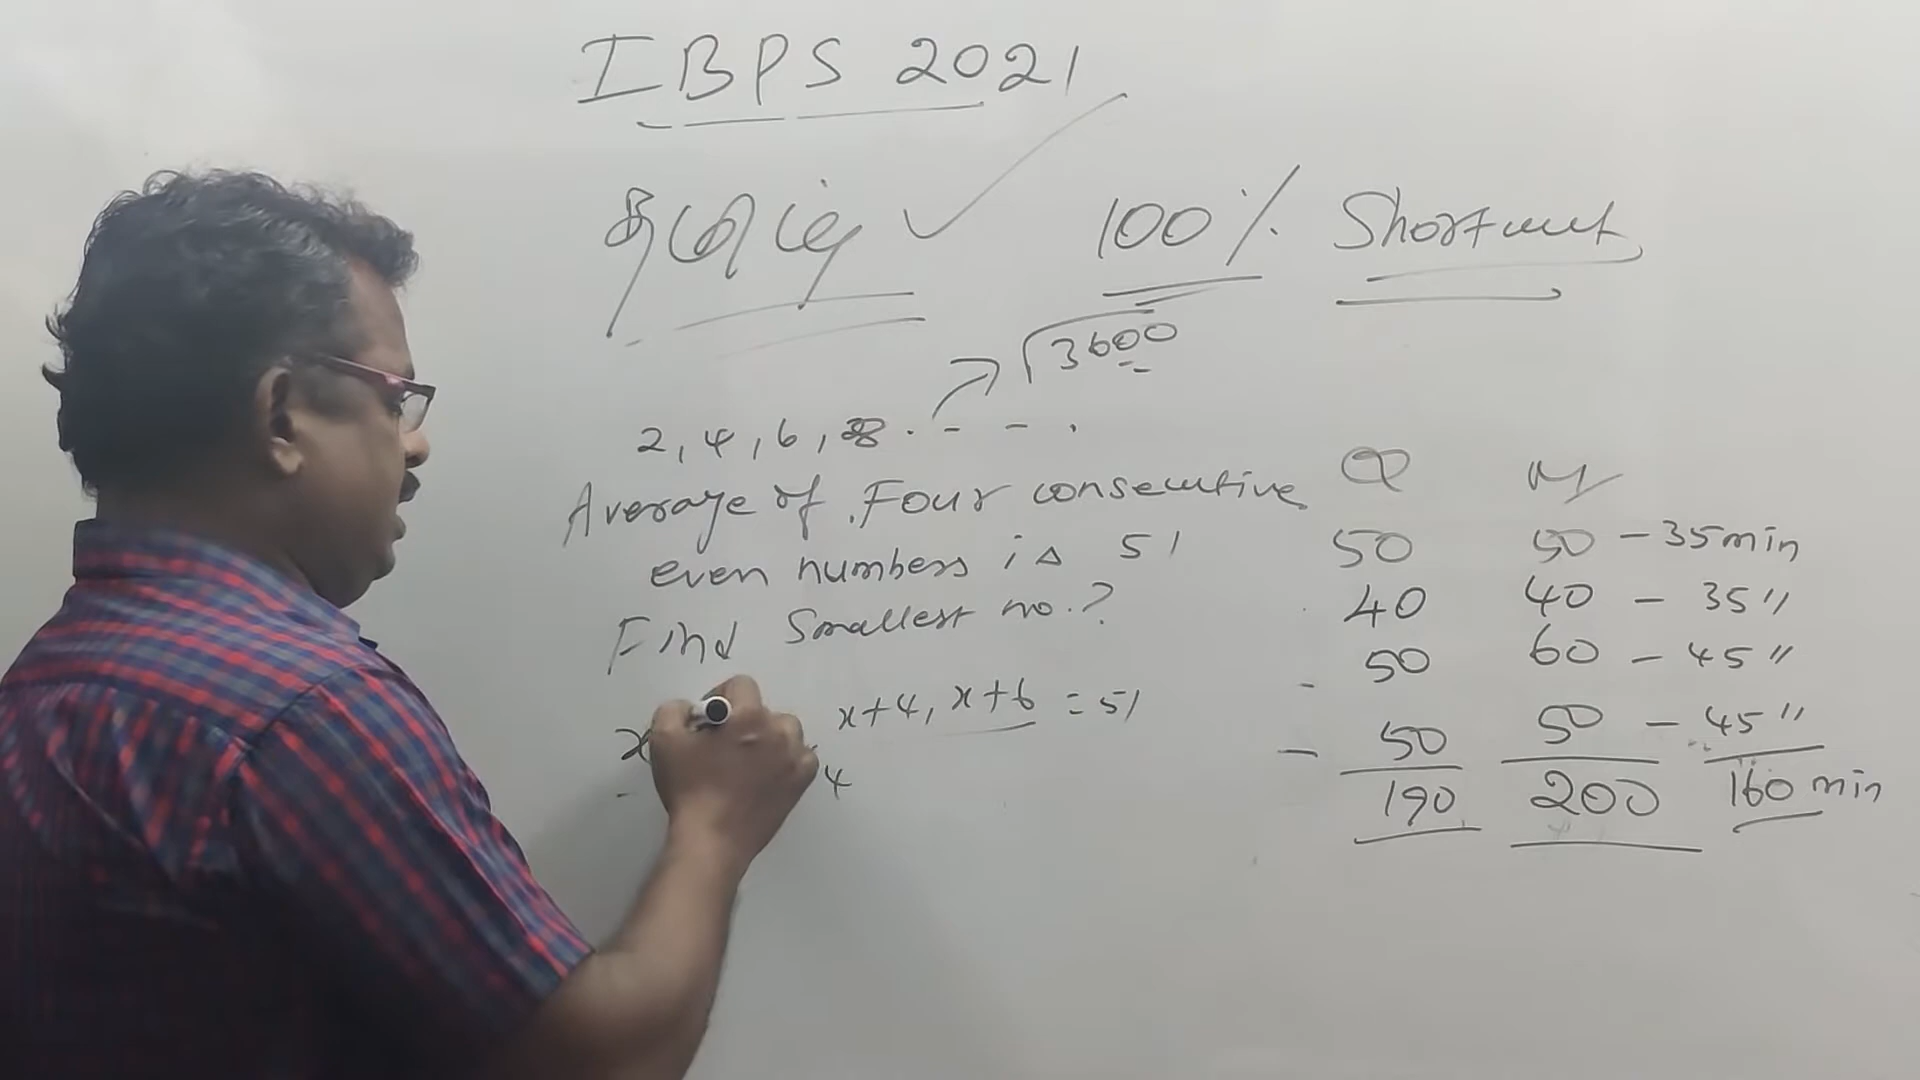 IBPS 2021
தமிழ் 100% Shortcut
√3600
2, 4, 6, 8 . - - .
Average of Four consecutive
even numbers is 51
Find Smallest no.?
x x+4, x+6 = 51
4
Q M
50 50 - 35 min
40 40 - 35 "
50 60 - 45 "
50 50 - 45 "
190 200 160 min